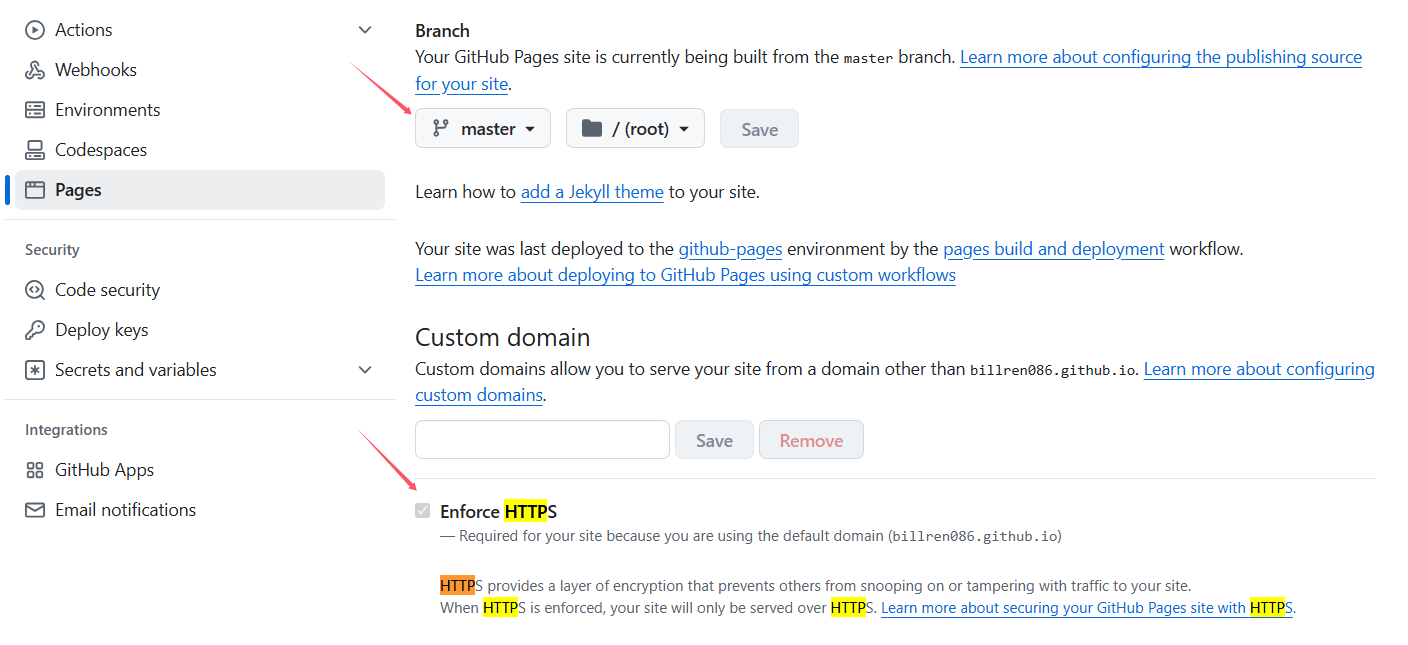 Actions
Webhooks
Environments
Codespaces
Pages
Security
Code security
Deploy keys
Secrets and variables
Integrations
GitHub Apps
Email notifications
Branch
Your GitHub Pages site is currently being built from the master branch. Learn more about configuring the publishing source
for your site.
master
/ (root)
Save
Learn how to add a Jekyll theme to your site.
Your site was last deployed to the github-pages environment by the pages build and deployment workflow.
Learn more about deploying to GitHub Pages using custom workflows
Custom domain
Custom domains allow you to serve your site from a domain other than billren086.github.io. Learn more about configuring
custom domains.
Save
Remove
Enforce HTTPS
— Required for your site because you are using the default domain (billren086.github.io)
HTTPS provides a layer of encryption that prevents others from snooping on or tampering with traffic to your site.
When HTTPS is enforced, your site will only be served over HTTPS. Learn more about securing your GitHub Pages site with HTTPS.